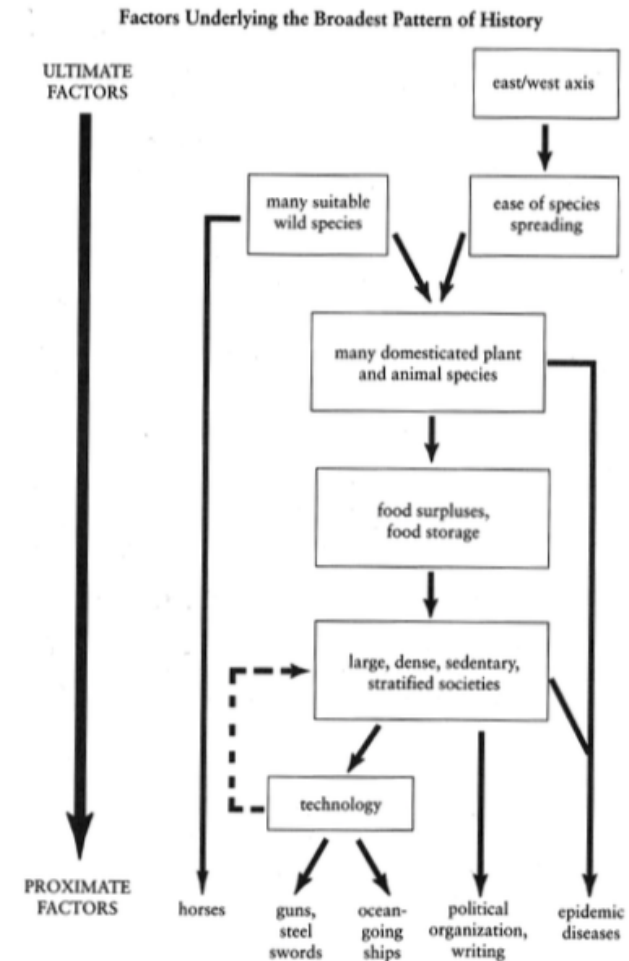 Factors Underlying the Broadest Pattern of History
ULTIMATE
FACTORS
east/west axis
many suitable
wild species
ease of species
spreading
many domesticated plant
and animal species
food surpluses,
food storage
large, dense, sedentary,
stratified societies
technology
PROXIMATE
FACTORS
horses
guns,
steel
swords
ocean-
going
ships
political
organization,
writing
epidemic
diseases